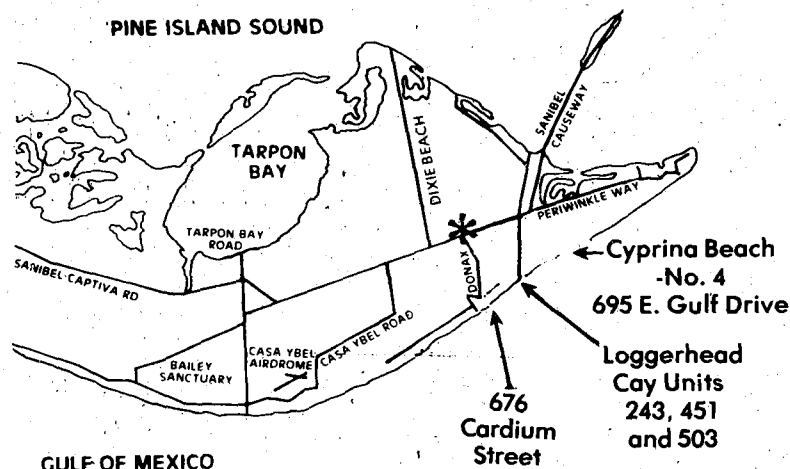 PINE ISLAND SOUND
TARPON
BAY
DIXIE BEACH
SANIBEL
CAUSEWAY
PERIWINKLE WAY
TARPON BAY
ROAD
SANIBEL-CAPTIVA RD
DONAX
Cyprina Beach
-No. 4
695 E. Gulf Drive
BAILEY
SANCTUARY
CASA YBEL
AIRDROME
CASA YBEL ROAD
676
Cardium
Street
Loggerhead
Cay Units
243, 451
and 503
GULF OF MEXICO